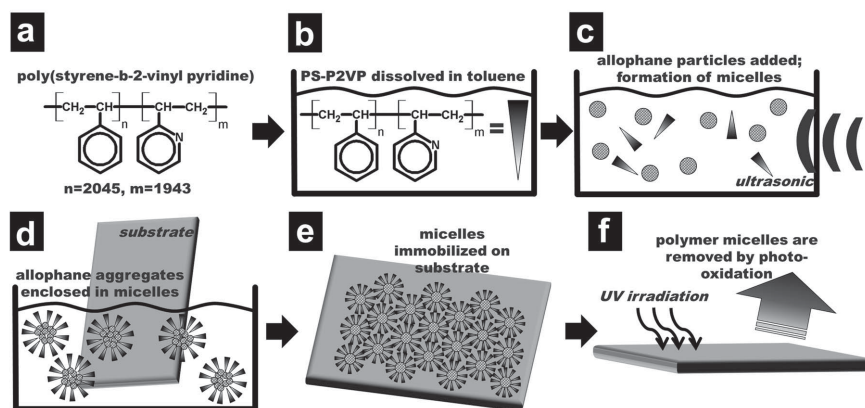 a
poly(styrene-b-2-vinyl pyridine)
CH₂ CH CH CH₂
n m
N
n=2045, m=1943
b
PS-P2VP dissolved in toluene
CH₂ CH CH CH₂
n m =
N
c
allophane particles added;
formation of micelles
ultrasonic
d
substrate
allophane aggregates
enclosed in micelles
e
micelles
immobilized on
substrate
f
polymer micelles are
removed by photo-
oxidation
UV irradiation